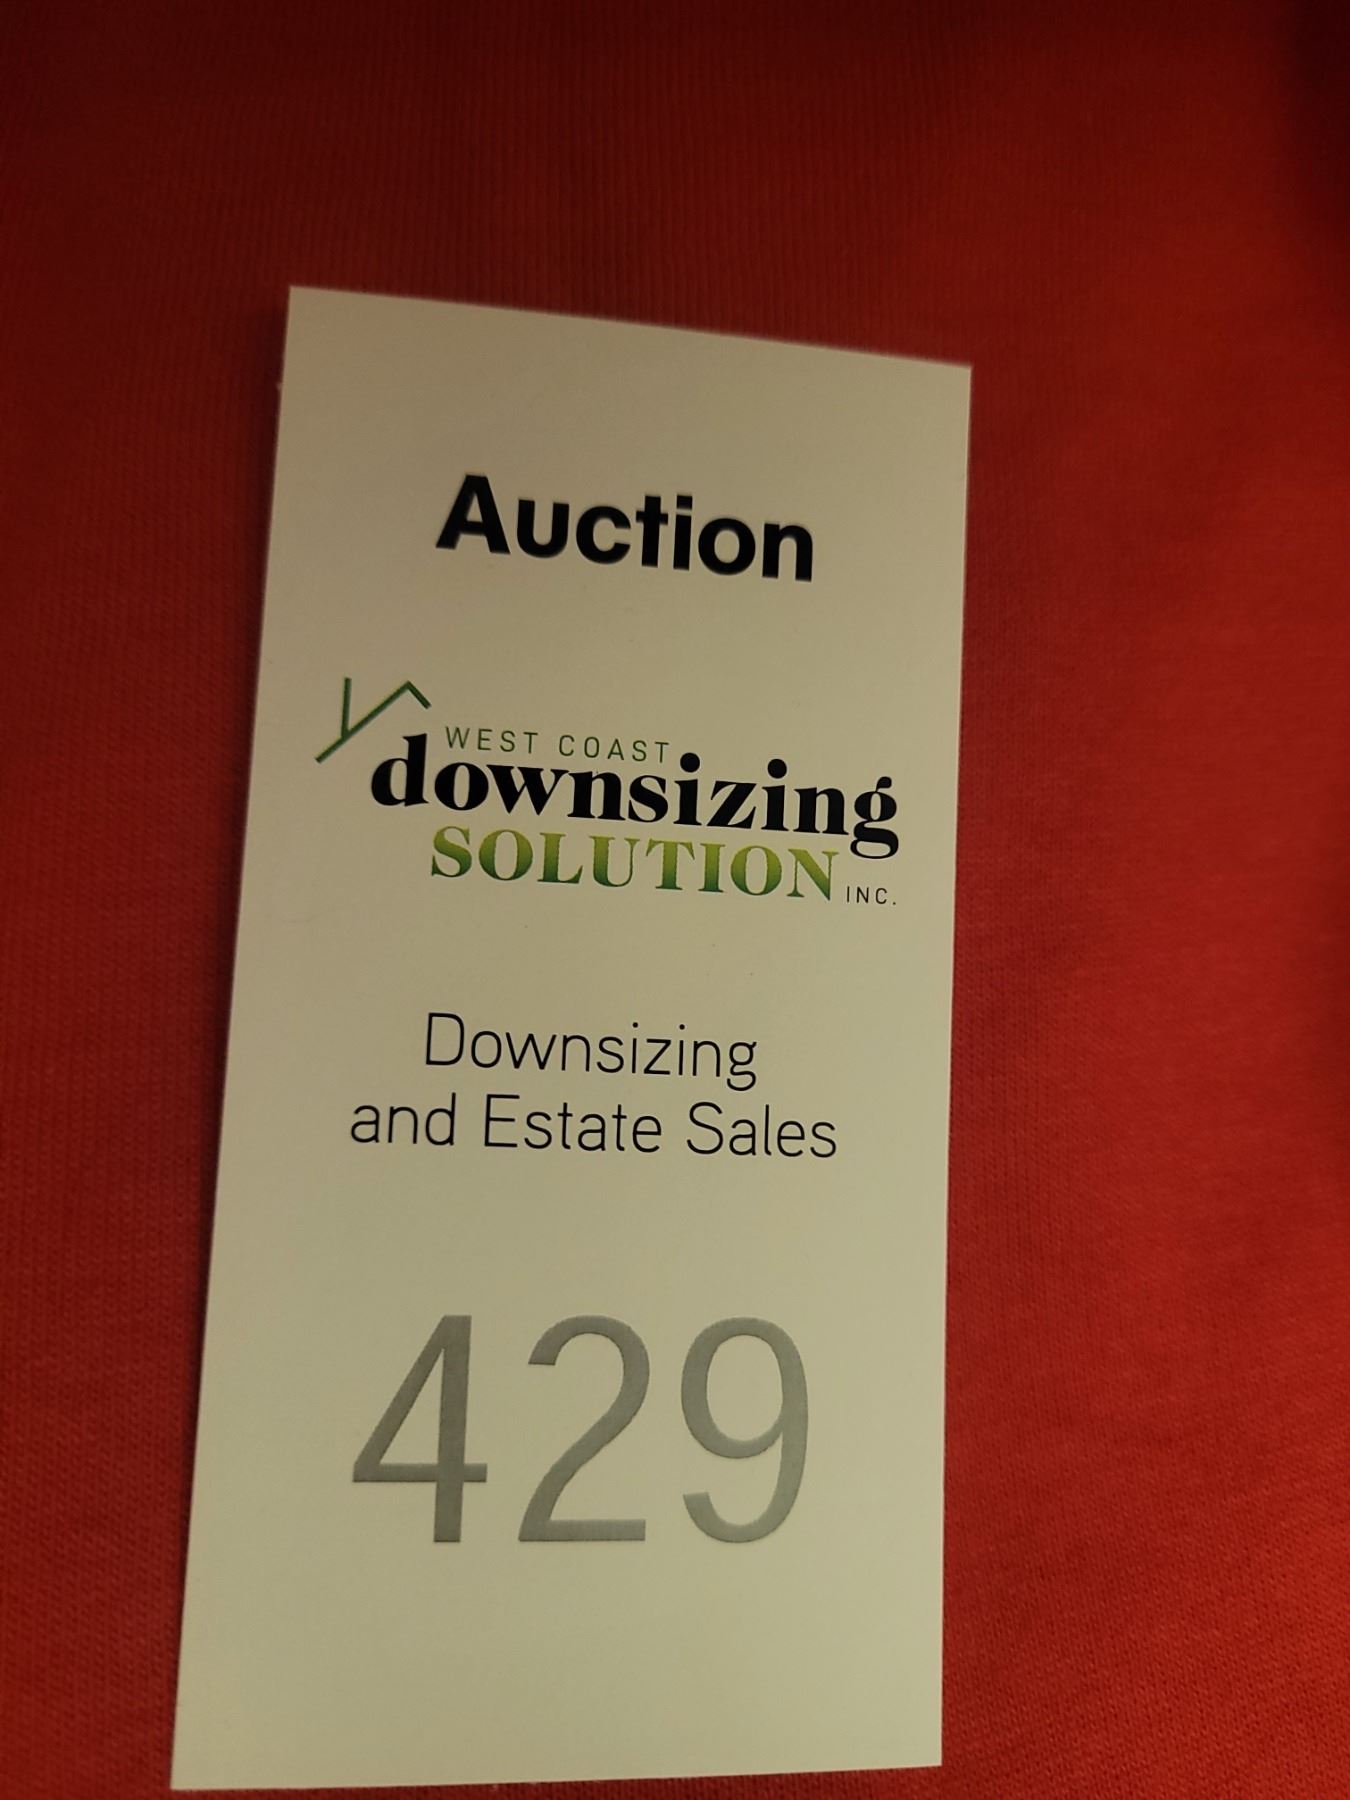 Auction
WEST COAST
downsizing
SOLUTION INC.
Downsizing
and Estate Sales
429